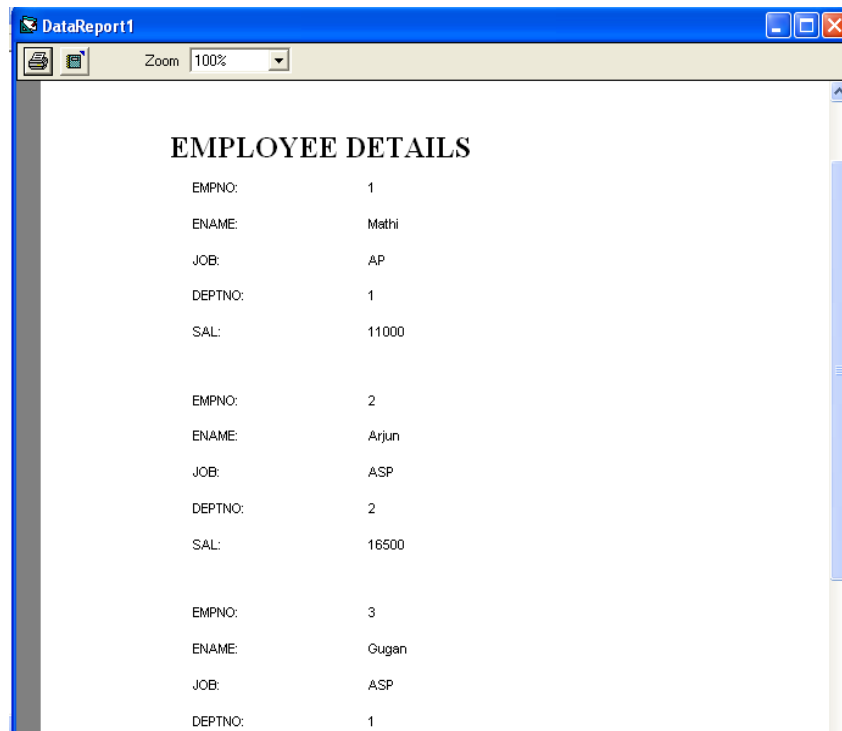 DataReport1
Zoom 100%
EMPLOYEE DETAILS
EMPNO: 1
ENAME: Mathi
JOB: AP
DEPTNO: 1
SAL: 11000
EMPNO: 2
ENAME: Arjun
JOB: ASP
DEPTNO: 2
SAL: 16500
EMPNO: 3
ENAME: Gugan
JOB: ASP
DEPTNO: 1